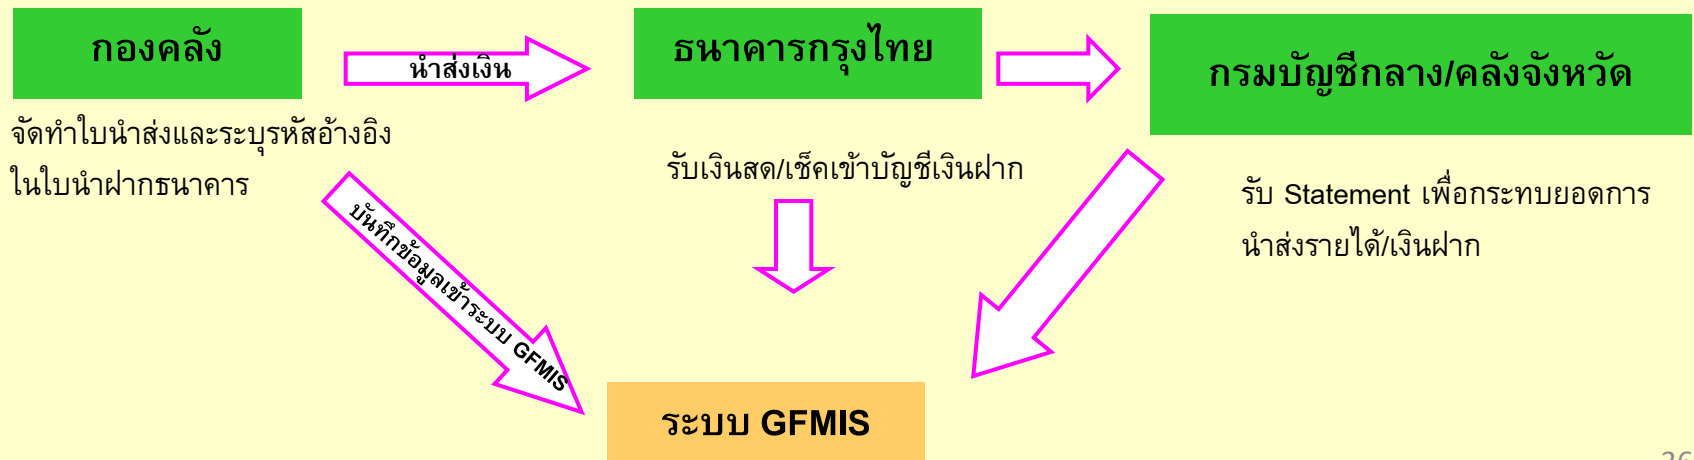 กองคลัง
นำส่งเงิน
ธนาคารกรุงไทย
กรมบัญชีกลาง/คลังจังหวัด
จัดทำใบนำส่งและระบุรหัสอ้างอิง
ในใบนำฝากธนาคาร
รับเงินสด/เช็คเข้าบัญชีเงินฝาก
รับ Statement เพื่อกระทบยอดการ
นำส่งรายได้/เงินฝาก
บันทึกข้อมูลเข้าระบบ GFMIS
ระบบ GFMIS